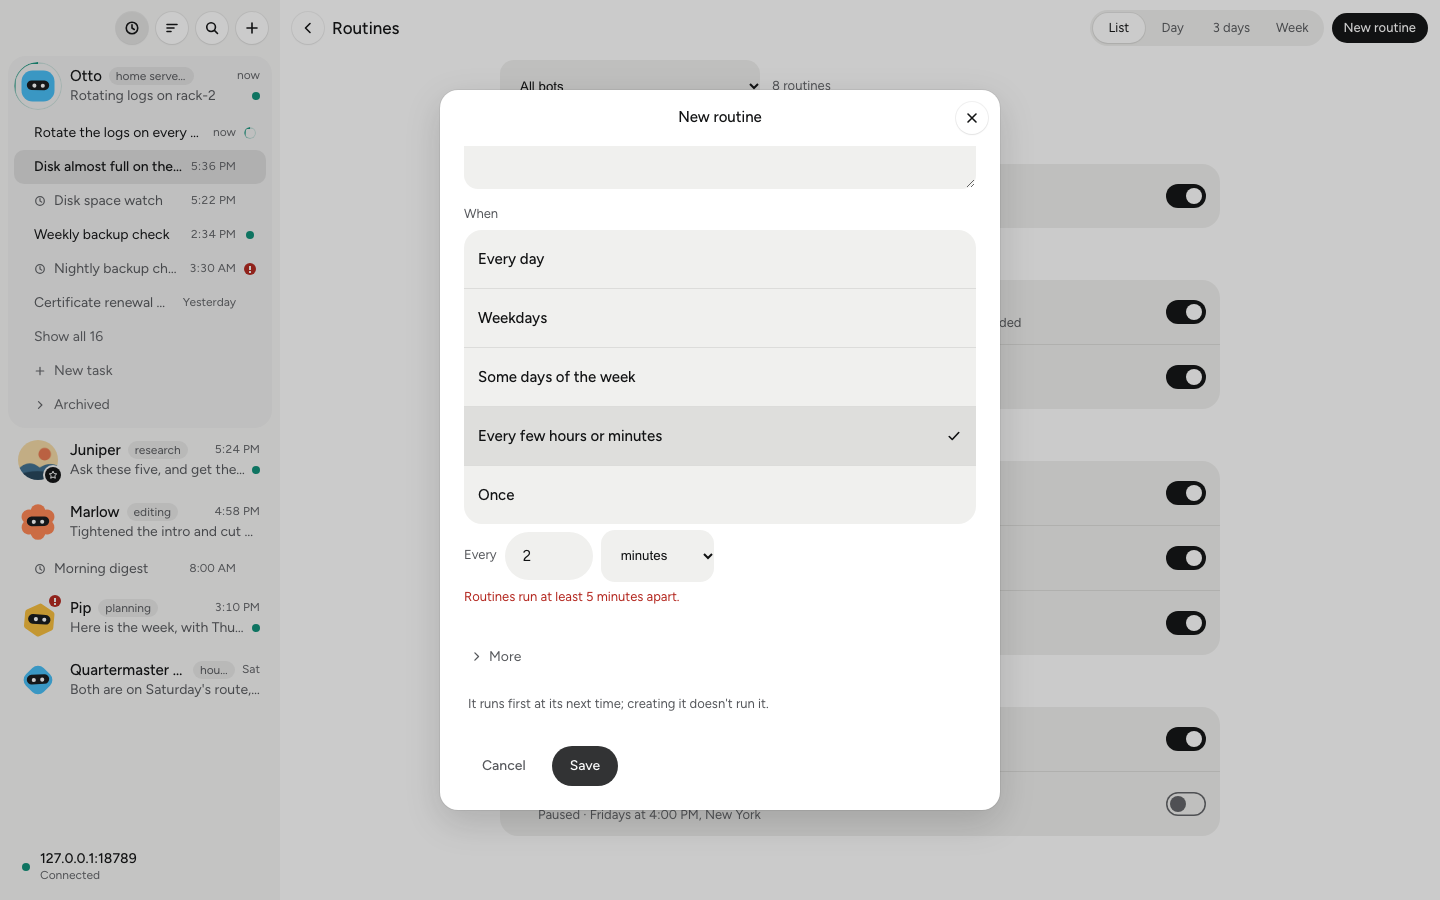 Routines
List
Day
3 days
Week
New routine
Otto
home serve...
now
Rotating logs on rack-2
Rotate the logs on every ...
now
Disk almost full on the...
5:36 PM
Disk space watch
5:22 PM
Weekly backup check
2:34 PM
Nightly backup ch...
3:30 AM
Certificate renewal ...
Yesterday
Show all 16
New task
Archived
Juniper
research
5:24 PM
Ask these five, and get the...
Marlow
editing
4:58 PM
Tightened the intro and cut ...
Morning digest
8:00 AM
Pip
planning
3:10 PM
Here is the week, with Thu...
Quartermaster ...
hou...
Sat
Both are on Saturday's route,...
127.0.0.1:18789
Connected
All bots
8 routines
ded
New routine
When
Every day
Weekdays
Some days of the week
Every few hours or minutes
Once
Every
2
minutes
Routines run at least 5 minutes apart.
More
It runs first at its next time; creating it doesn't run it.
Cancel
Save
Paused · Fridays at 4:00 PM, New York